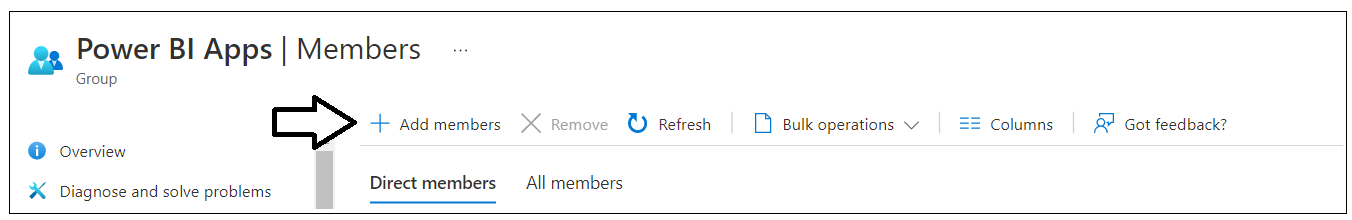 Power BI Apps | Members ...
Group
Add members Remove Refresh Bulk operations Columns Got feedback?
Overview
Diagnose and solve problems
Direct members All members